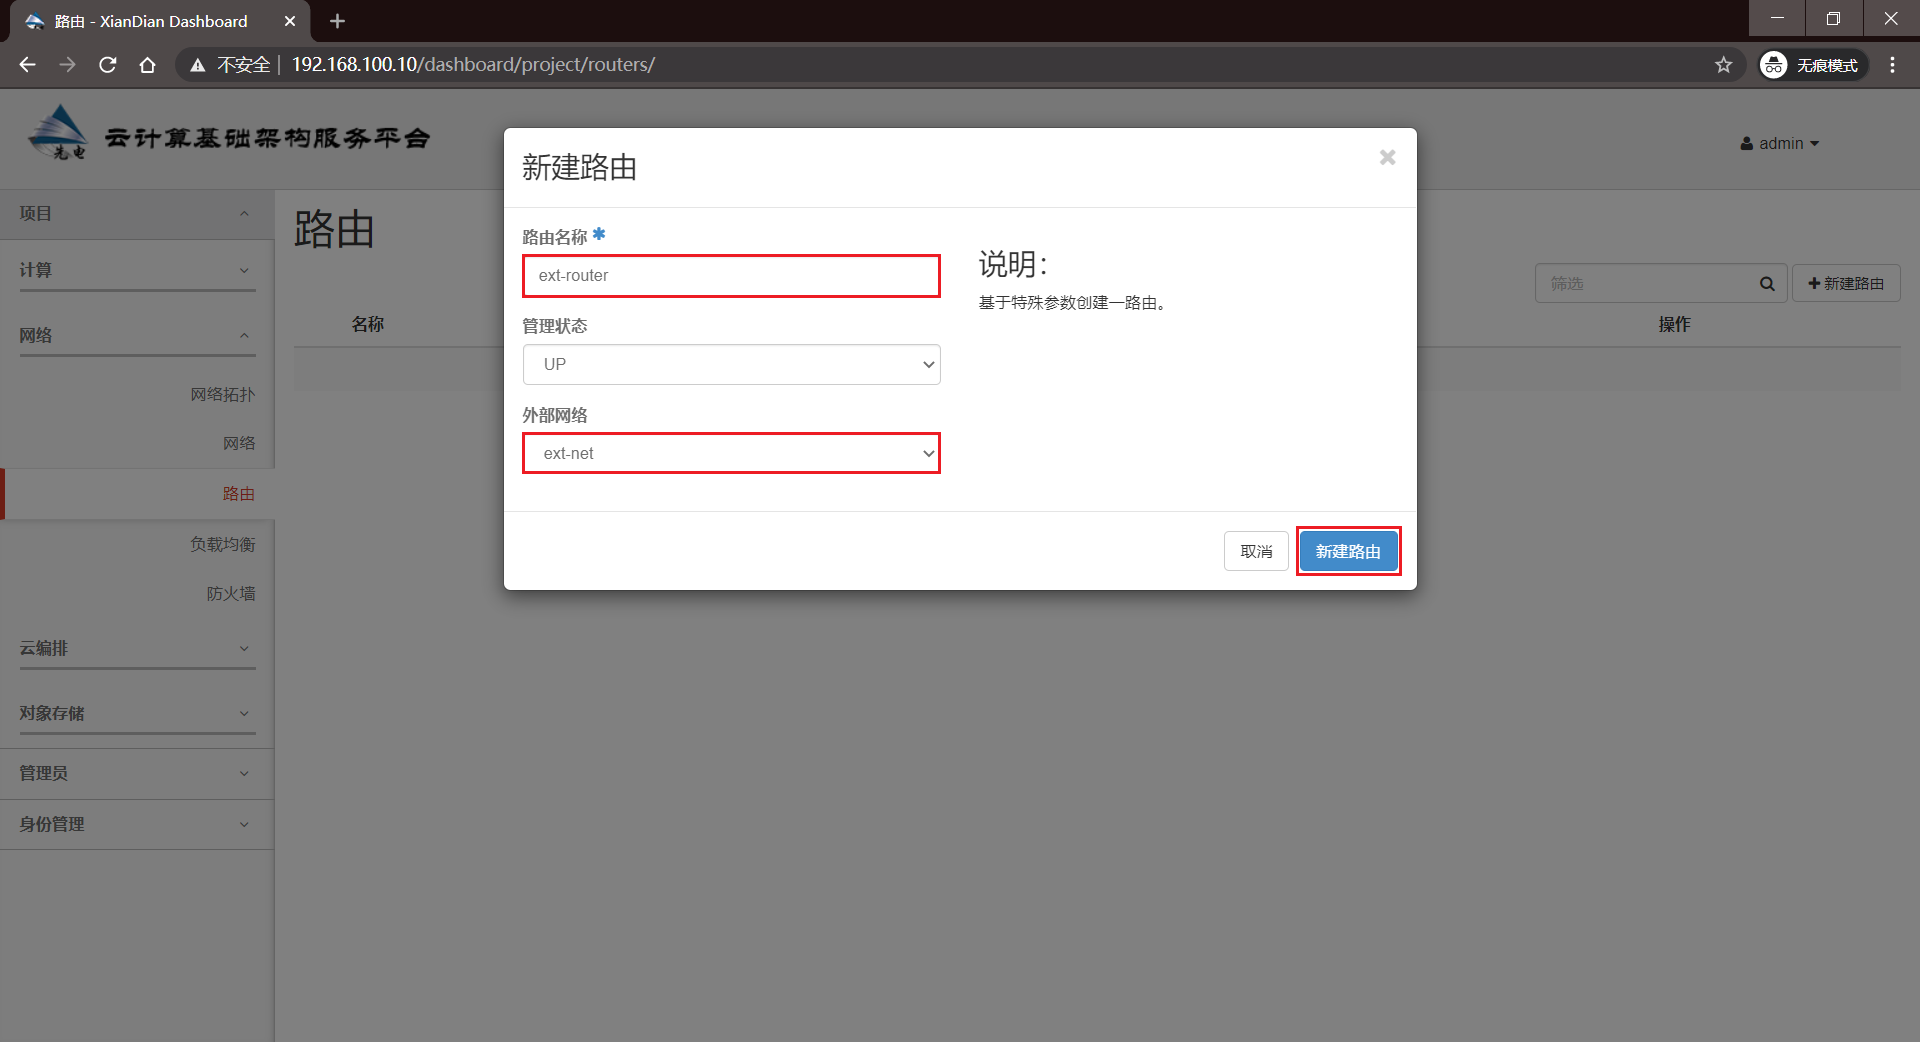 路由 - XianDian Dashboard
不安全 | 192.168.100.10/dashboard/project/routers/
无痕模式
先电
云计算基础架构服务平台
admin
项目
计算
网络
网络拓扑
网络
路由
负载均衡
防火墙
云编排
对象存储
管理员
身份管理
路由
筛选
新建路由
名称
操作
新建路由
路由名称
ext-router
管理状态
UP
外部网络
ext-net
说明：
基于特殊参数创建一路由。
取消
新建路由